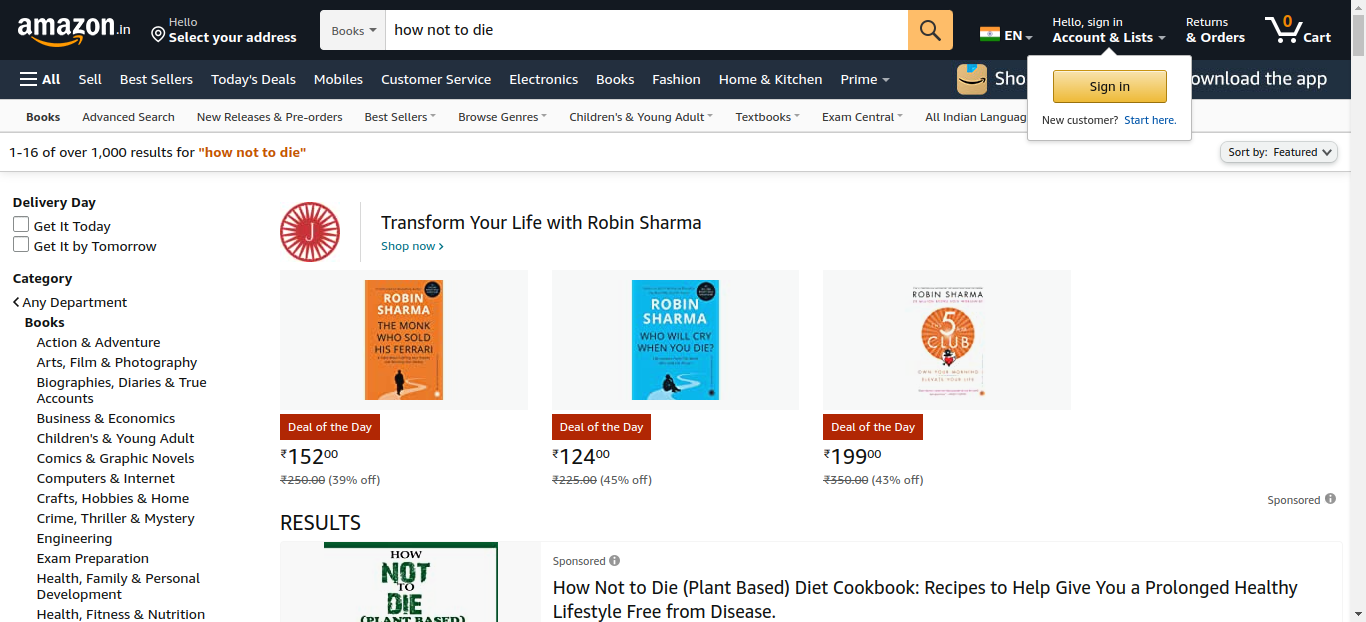 amazon.in
Hello
Select your address
Books
how not to die
EN
Hello, sign in
Account & Lists
Returns
& Orders
0
Cart
All
Sell
Best Sellers
Today's Deals
Mobiles
Customer Service
Electronics
Books
Fashion
Home & Kitchen
Prime
Sho
ownload the app
Sign in
New customer? Start here.
Books
Advanced Search
New Releases & Pre-orders
Best Sellers
Browse Genres
Children's & Young Adult
Textbooks
Exam Central
All Indian Languag
1-16 of over 1,000 results for "how not to die"
Sort by: Featured
Delivery Day
Get It Today
Get It by Tomorrow
Category
Any Department
Books
Action & Adventure
Arts, Film & Photography
Biographies, Diaries & True
Accounts
Business & Economics
Children's & Young Adult
Comics & Graphic Novels
Computers & Internet
Crafts, Hobbies & Home
Crime, Thriller & Mystery
Engineering
Exam Preparation
Health, Family & Personal
Development
Health, Fitness & Nutrition
J
Transform Your Life with Robin Sharma
Shop now ›
ROBIN
SHARMA
THE MONK
WHO SOLD
HIS FERRARI
Deal of the Day
₹152⁰⁰
₹250.00 (39% off)
ROBIN
SHARMA
WHO WILL CRY
WHEN YOU DIE?
Deal of the Day
₹124⁰⁰
₹225.00 (45% off)
ROBIN SHARMA
THE
5 AM
CLUB
OWN YOUR MORNING
ELEVATE YOUR LIFE
Deal of the Day
₹199⁰⁰
₹350.00 (43% off)
Sponsored
RESULTS
HOW
NOT
TO
DIE
(PLANT BASED)
Sponsored
How Not to Die (Plant Based) Diet Cookbook: Recipes to Help Give You a Prolonged Healthy
Lifestyle Free from Disease.